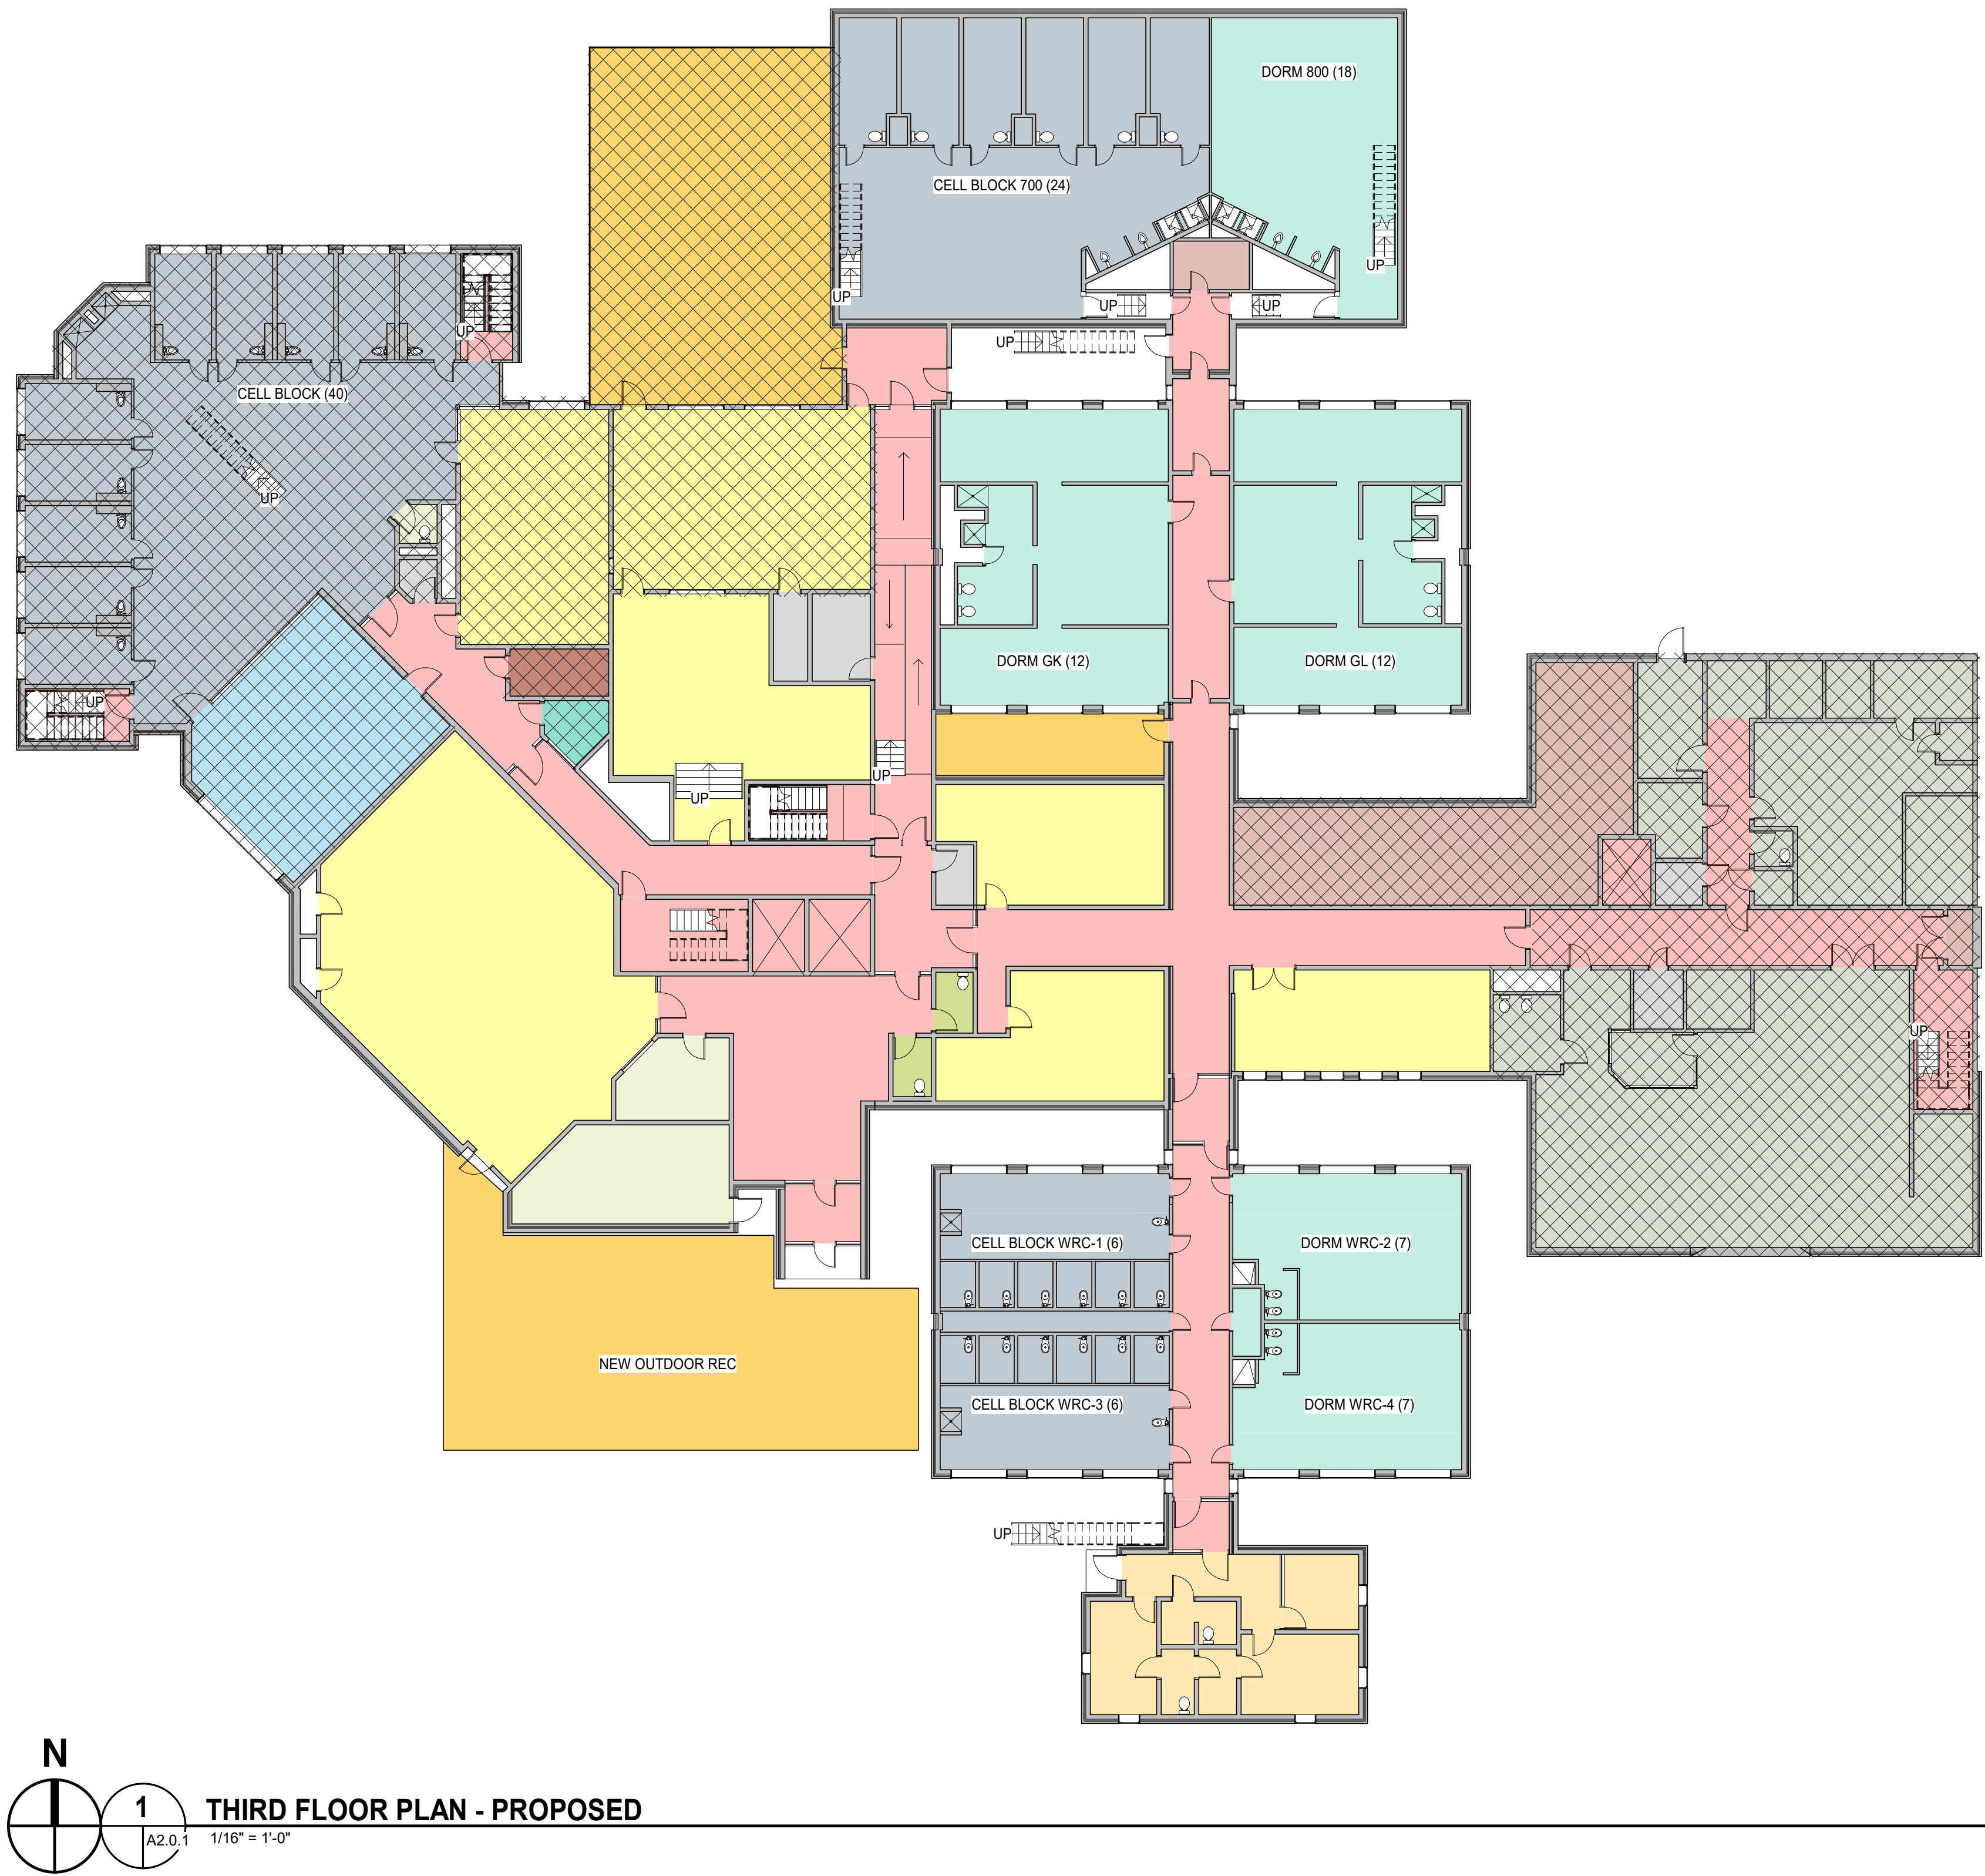 DORM 800 (18)
CELL BLOCK 700 (24)
UP
UP
UP
UP
UP
UP
CELL BLOCK (40)
UP
DORM GK (12)
DORM GL (12)
UP
UP
UP
UP
CELL BLOCK WRC-1 (6)
DORM WRC-2 (7)
NEW OUTDOOR REC
CELL BLOCK WRC-3 (6)
DORM WRC-4 (7)
UP
N
1
A2.0.1
THIRD FLOOR PLAN - PROPOSED
1/16" = 1'-0"